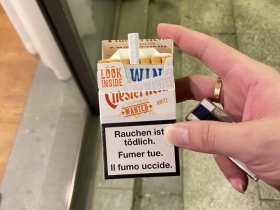 LOOK
INSIDE
WIN
Chesterfield
WANTED
Rauchen ist
tödlich.
Fumer tue.
Il fumo uccide.